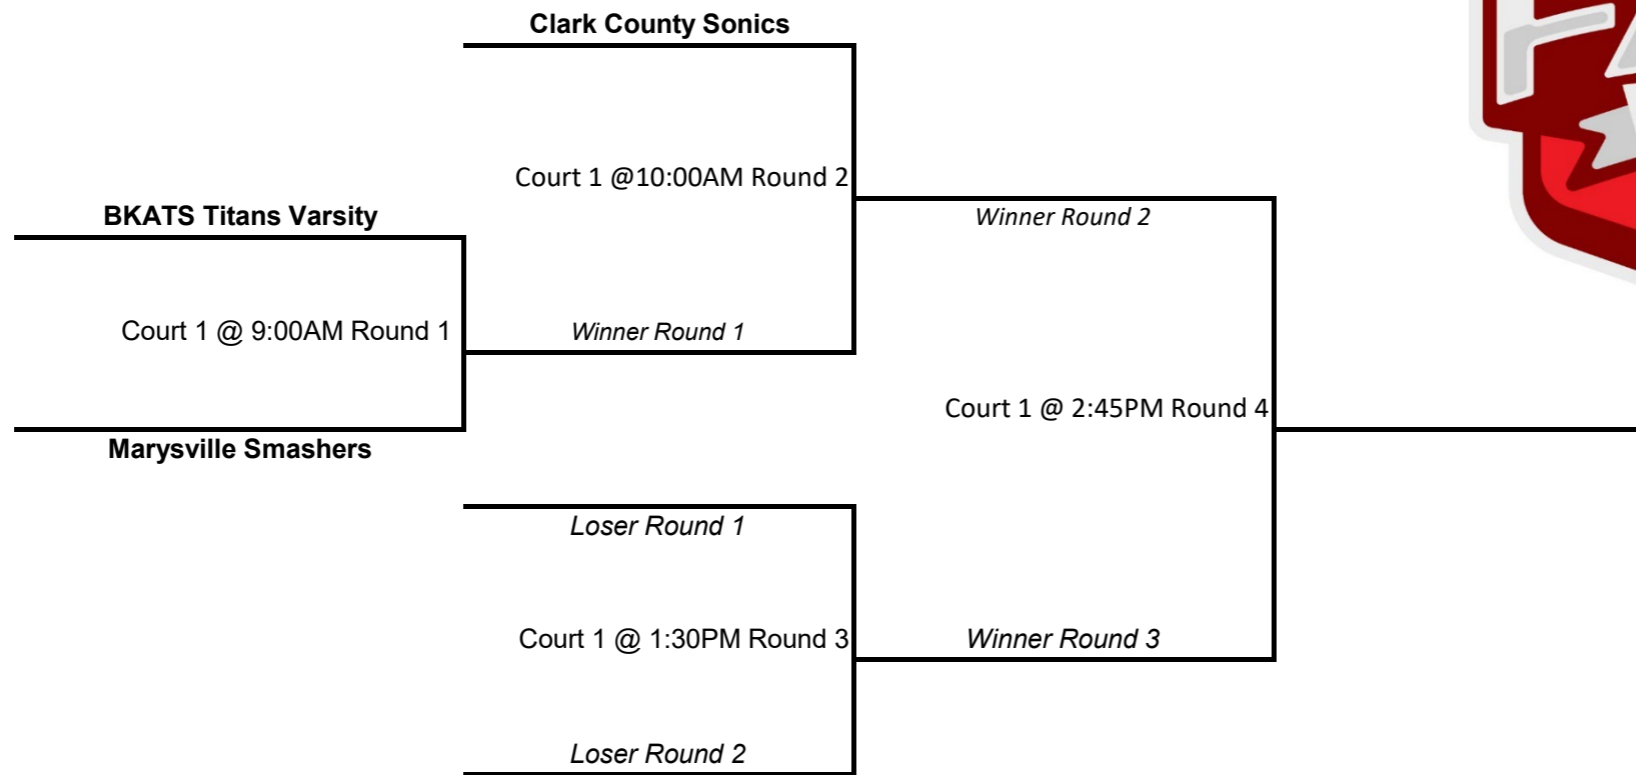 Clark County Sonics
Court 1 @10:00AM Round 2
BKATS Titans Varsity
Winner Round 2
Court 1 @ 9:00AM Round 1
Winner Round 1
Court 1 @ 2:45PM Round 4
Marysville Smashers
Loser Round 1
Court 1 @ 1:30PM Round 3
Winner Round 3
Loser Round 2